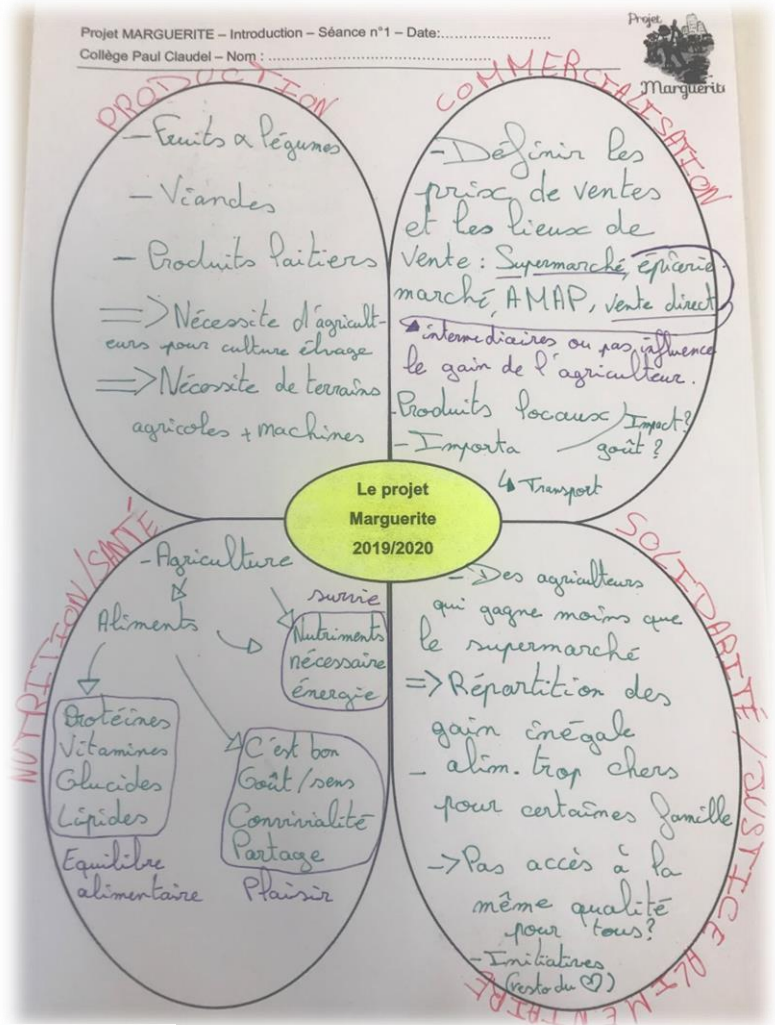 Projet MARGUERITE – Introduction – Séance n°1 – Date:........................
Collège Paul Claudel – Nom : ......................................................
Projet
Marguerite
PRODUCTION
- Fruits & légumes
- Viandes
- Produits laitiers
=> Nécessite d'agricult-
eurs pour culture élvage
=> Nécessite de terrains
agricoles + machines
COMMERCIALISATION
- Définir les
prix de ventes
et les lieux de
vente : Supermarché, épicerie
marché, AMAP, vente direct
intermediaires ou pas, influence
le gain de l'agriculteur.
- Produits locaux
- Importa
Impact?
goût ?
↳ Transport
Le projet
Marguerite
2019/2020
NUTRITION/SANTÉ
- Agriculture
Aliments
survie
Nutriments
nécessaire
énergie
Protéines
Vitamines
Glucides
Lipides
Equilibre
alimentaire
C'est bon
Goût/sens
Convivialité
Partage
Plaisir
SOLIDARITÉ / JUSTICE ALIMENTAIRE
- Des agriculteurs
qui gagne moins que
le supermarché
=> Répartition des
gain inégale
- alim. trop chers
pour certaines famille
-> Pas accès à la
même qualité
pour tous?
- Initiatives
(resto du ♡)